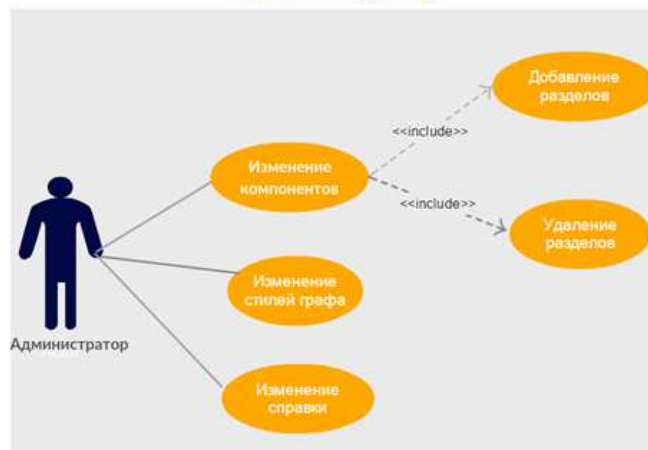 Добавление
разделов
<<include>>
Изменение
компонентов
<<include>>
Удаление
разделов
Изменение
стилей графа
Администратор
Изменение
справки